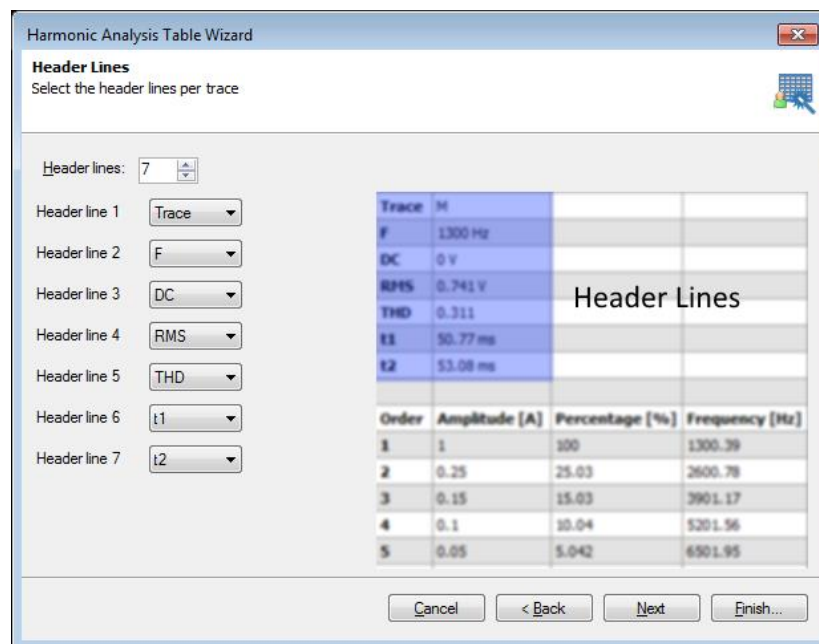 Harmonic Analysis Table Wizard
Header Lines
Select the header lines per trace
Header lines: 7
Header line 1 Trace
Header line 2 F
Header line 3 DC
Header line 4 RMS
Header line 5 THD
Header line 6 t1
Header line 7 t2
Trace M
F 1300 Hz
DC 0 V
RMS 0.741 V
THD 0.311
t1 50.77 ms
t2 53.08 ms
Header Lines
Order Amplitude [A] Percentage [%] Frequency [Hz]
1 1 100 1300.39
2 0.25 25.03 2600.78
3 0.15 15.03 3901.17
4 0.1 10.04 5201.56
5 0.05 5.042 6501.95
Cancel < Back Next Finish...